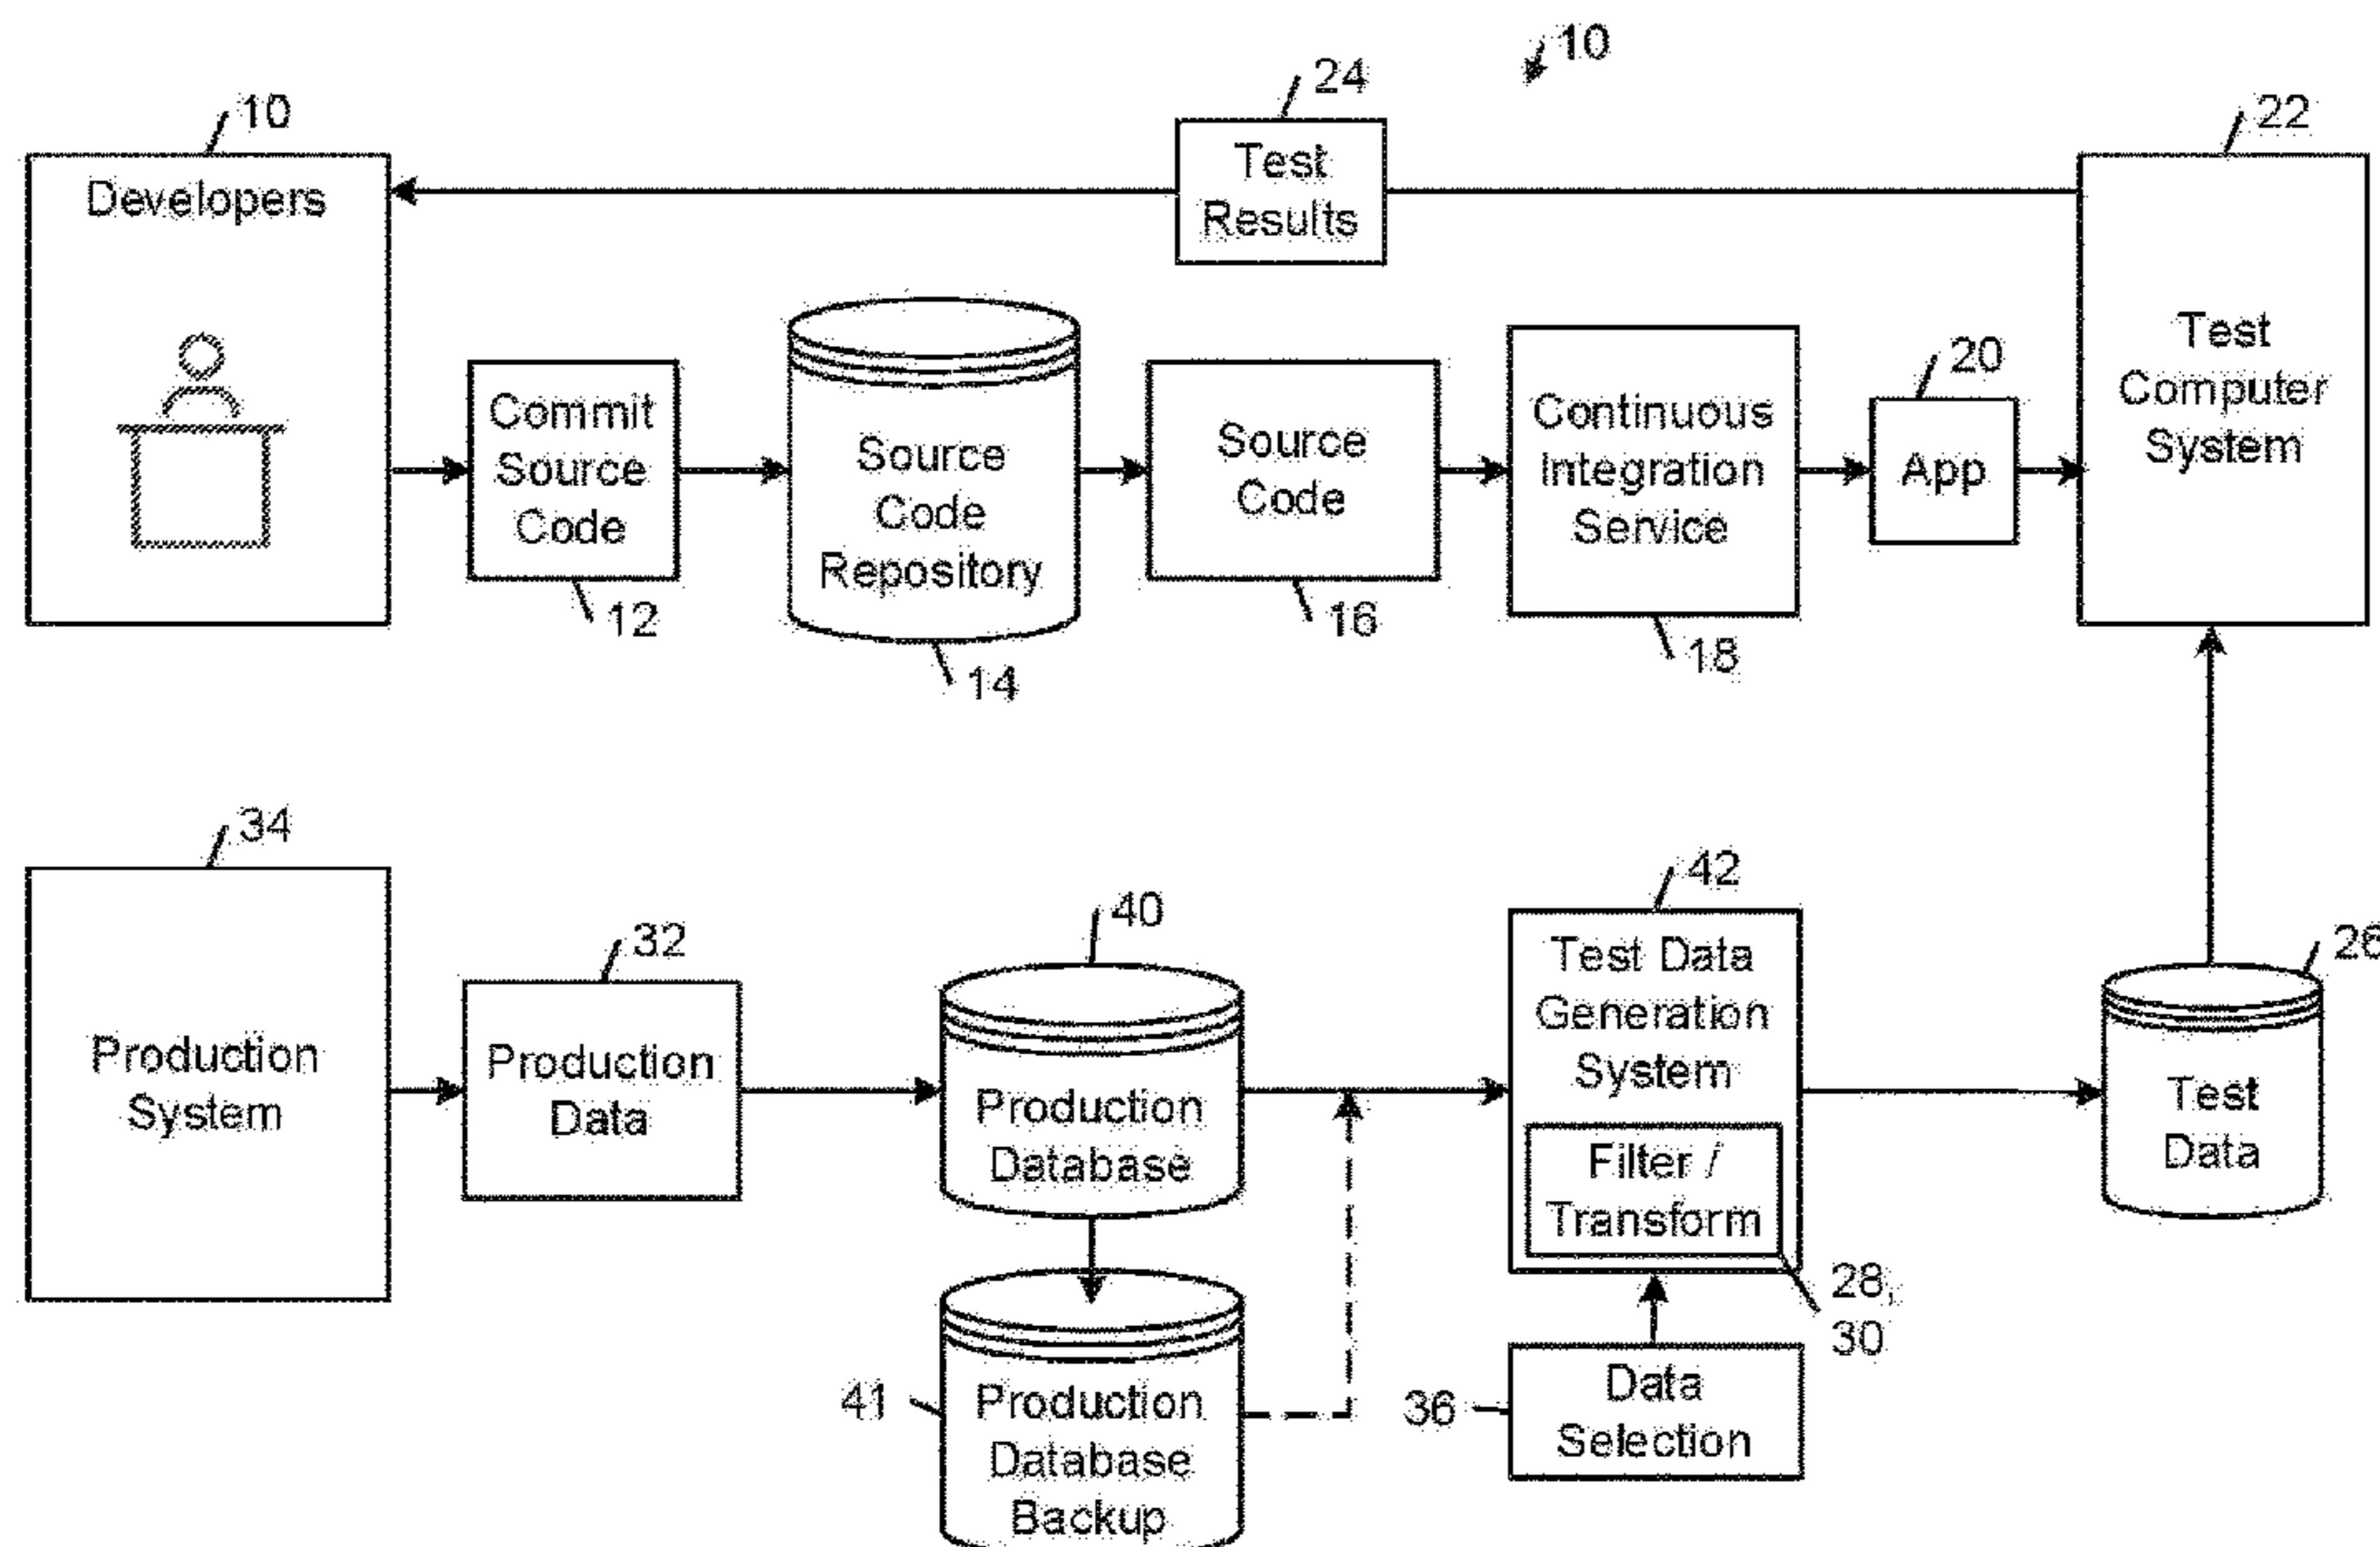 10
24
10
22
Developers
Test
Results
Test
Computer
System
20
Commit
Source
Code
Source
Code
Repository
Source
Code
Continuous
Integration
Service
App
12
14
16
18
34
32
40
42
26
Production
System
Production
Data
Production
Database
Test Data
Generation
System
Filter /
Transform
Test
Data
28,
30
41
Production
Database
Backup
36
Data
Selection